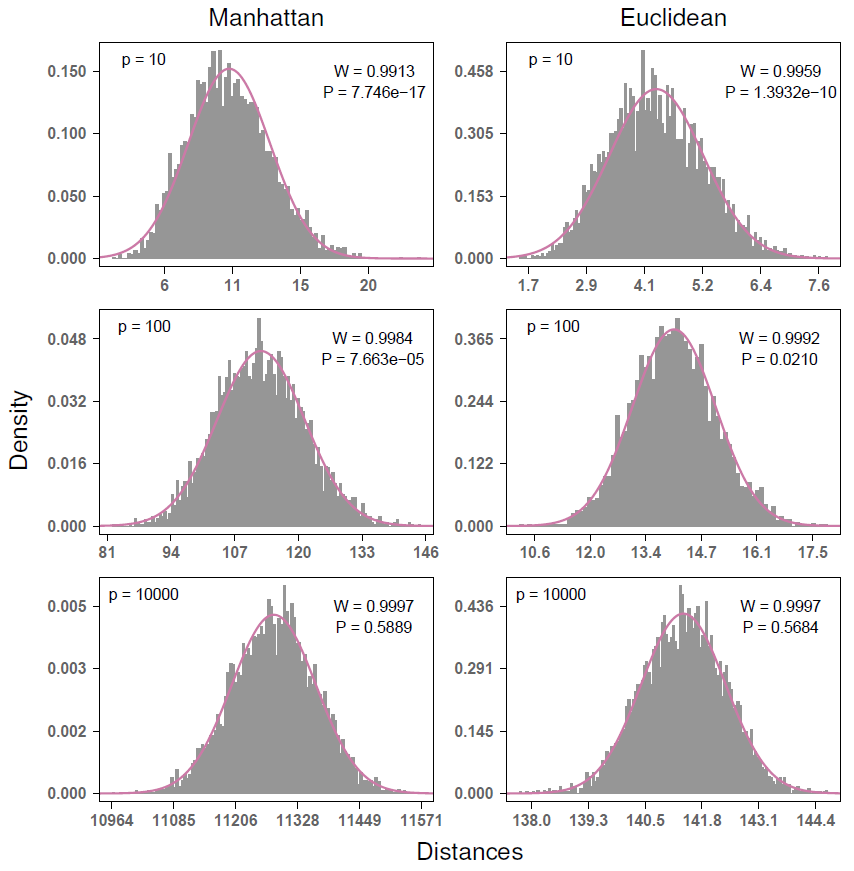 Manhattan
Euclidean
p = 10
W = 0.9913
P = 7.746e−17
0.150
0.100
0.050
0.000
6 11 15 20
p = 10
W = 0.9959
P = 1.3932e−10
0.458
0.305
0.153
0.000
1.7 2.9 4.1 5.2 6.4 7.6
Density
p = 100
W = 0.9984
P = 7.663e−05
0.048
0.032
0.016
0.000
81 94 107 120 133 146
p = 100
W = 0.9992
P = 0.0210
0.365
0.244
0.122
0.000
10.6 12.0 13.4 14.7 16.1 17.5
p = 10000
W = 0.9997
P = 0.5889
0.005
0.003
0.002
0.000
10964 11085 11206 11328 11449 11571
p = 10000
W = 0.9997
P = 0.5684
0.436
0.291
0.145
0.000
138.0 139.3 140.5 141.8 143.1 144.4
Distances